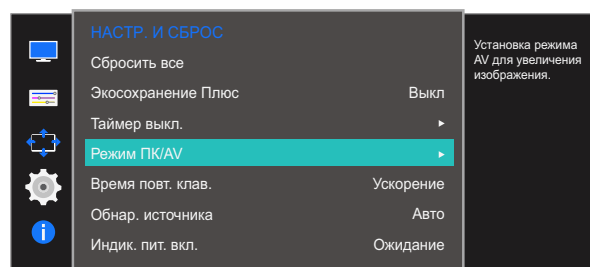 НАСТР. И СБРОС
Сбросить все
Экосохранение Плюс Выкл
Таймер выкл. ►
Режим ПК/AV ►
Время повт. клав. Ускорение
Обнар. источника Авто
Индик. пит. вкл. Ожидание
Установка режима
AV для увеличения
изображения.